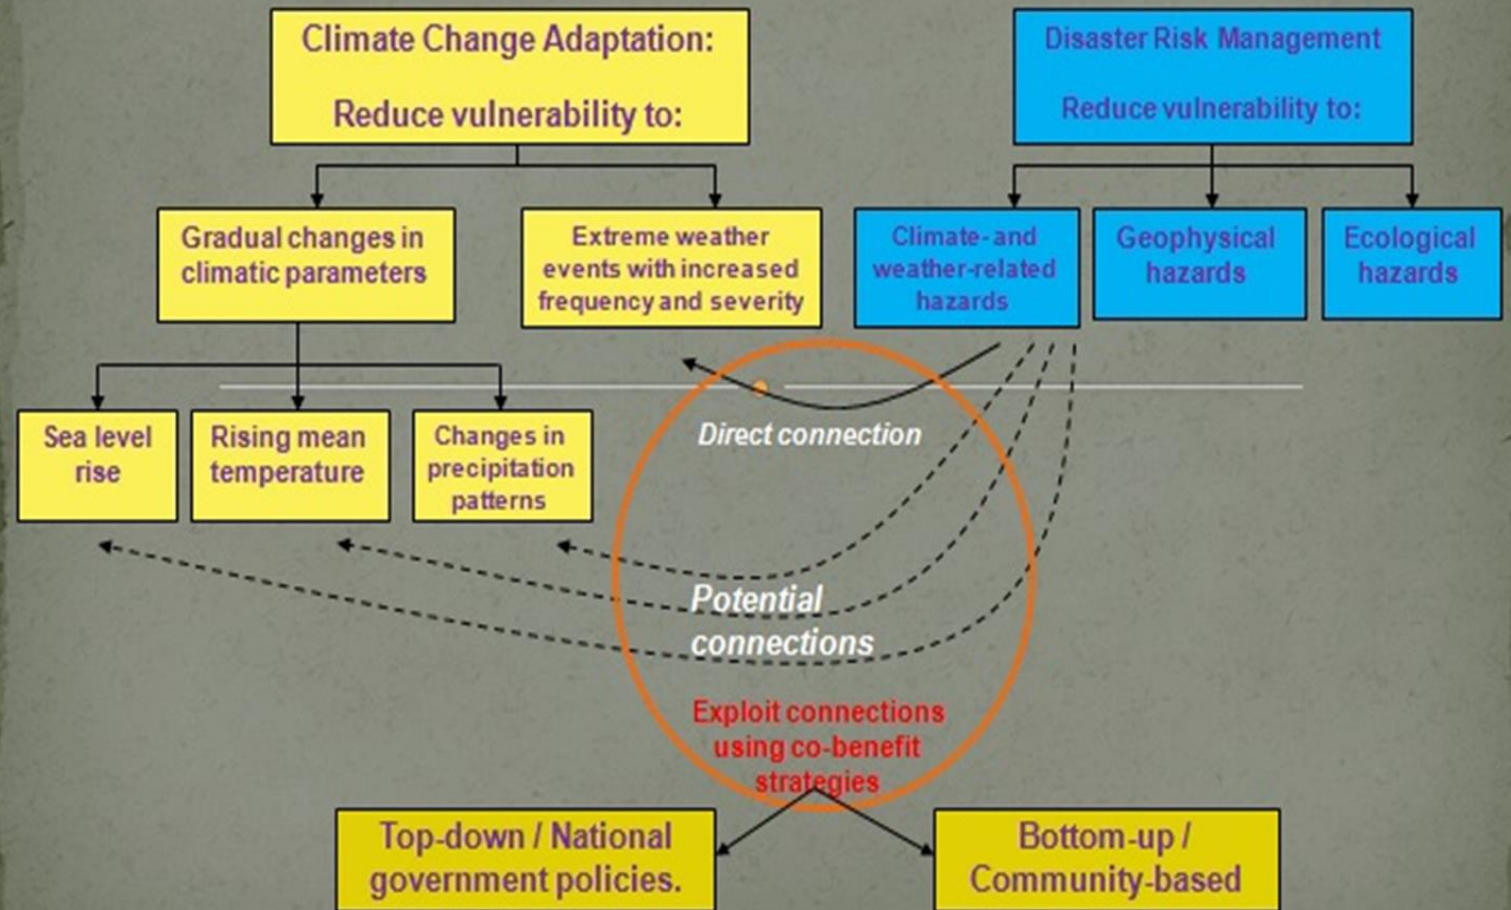 Climate Change Adaptation:
Reduce vulnerability to:
Disaster Risk Management
Reduce vulnerability to:
Gradual changes in
climatic parameters
Extreme weather
events with increased
frequency and severity
Climate- and
weather-related
hazards
Geophysical
hazards
Ecological
hazards
Sea level
rise
Rising mean
temperature
Changes in
precipitation
patterns
Direct connection
Potential
connections
Exploit connections
using co-benefit
strategies
Top-down / National
government policies.
Bottom-up /
Community-based